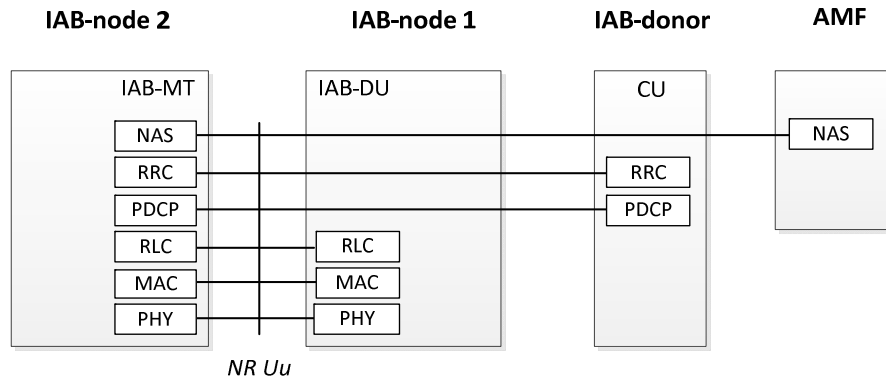 IAB-node 2 IAB-node 1 IAB-donor AMF
IAB-MT IAB-DU CU
NAS NAS
RRC RRC
PDCP PDCP
RLC RLC
MAC MAC
PHY PHY
NR Uu